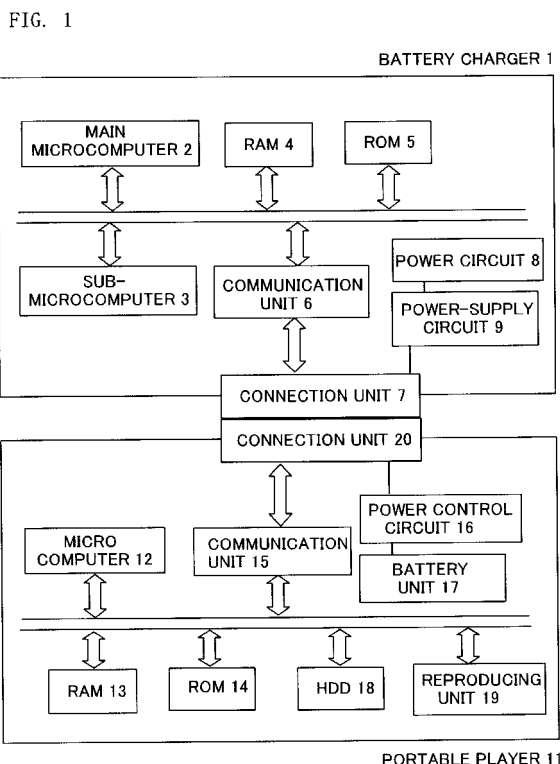 FIG. 1
BATTERY CHARGER 1
MAIN
MICROCOMPUTER 2
RAM 4
ROM 5
SUB-
MICROCOMPUTER 3
COMMUNICATION
UNIT 6
POWER CIRCUIT 8
POWER-SUPPLY
CIRCUIT 9
CONNECTION UNIT 7
CONNECTION UNIT 20
MICRO
COMPUTER 12
COMMUNICATION
UNIT 15
POWER CONTROL
CIRCUIT 16
BATTERY
UNIT 17
RAM 13
ROM 14
HDD 18
REPRODUCING
UNIT 19
PORTABLE PLAYER 11